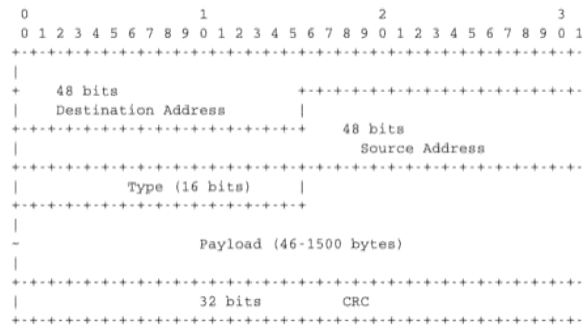 0 1 2 3
0 1 2 3 4 5 6 7 8 9 0 1 2 3 4 5 6 7 8 9 0 1 2 3 4 5 6 7 8 9 0 1
+-+-+-+-+-+-+-+-+-+-+-+-+-+-+-+-+-+-+-+-+-+-+-+-+-+-+-+-+-+-+-+-
|
+ 48 bits +-+-+-+-+-+-+-+-+-+-+-+-+-+-+-+-
| Destination Address |
+-+-+-+-+-+-+-+-+-+-+-+-+-+-+-+-+ 48 bits
| Source Address
+-+-+-+-+-+-+-+-+-+-+-+-+-+-+-+-+-+-+-+-+-+-+-+-+-+-+-+-+-+-+-+-
| Type (16 bits) |
+-+-+-+-+-+-+-+-+-+-+-+-+-+-+-+-+
|
~ Payload (46-1500 bytes)
|
+-+-+-+-+-+-+-+-+-+-+-+-+-+-+-+-+-+-+-+-+-+-+-+-+-+-+-+-+-+-+-+-
| 32 bits CRC
+-+-+-+-+-+-+-+-+-+-+-+-+-+-+-+-+-+-+-+-+-+-+-+-+-+-+-+-+-+-+-+-